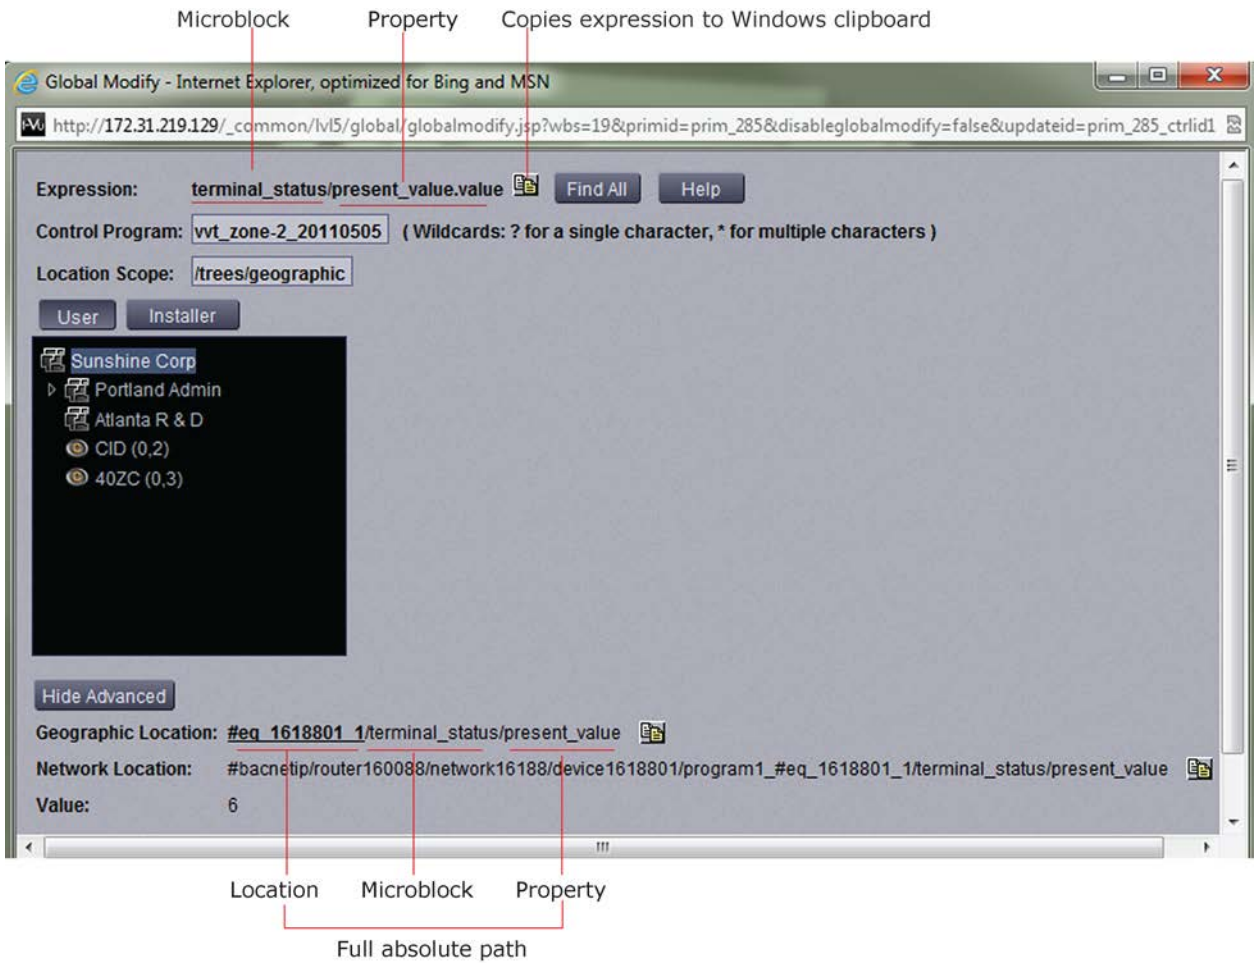 Microblock Property Copies expression to Windows clipboard
Global Modify - Internet Explorer, optimized for Bing and MSN
i-Vu http://172.31.219.129/_common/lvl5/global/globalmodify.jsp?wbs=19&primid=prim_285&disableglobalmodify=false&updateid=prim_285_ctrlid1
Expression: terminal_status/present_value.value Find All Help
Control Program: vvt_zone-2_20110505 ( Wildcards: ? for a single character, * for multiple characters )
Location Scope: /trees/geographic
User Installer
Sunshine Corp
Portland Admin
Atlanta R & D
CID (0,2)
40ZC (0,3)
Hide Advanced
Geographic Location: #eq_1618801_1/terminal_status/present_value
Network Location: #bacnetip/router160088/network16188/device1618801/program1_#eq_1618801_1/terminal_status/present_value
Value: 6
Location Microblock Property
Full absolute path